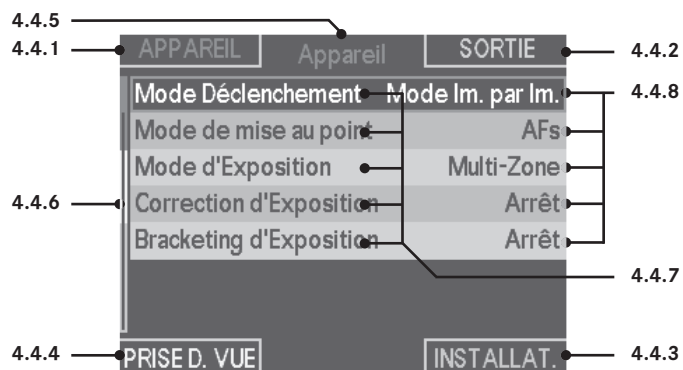 4.4.5
4.4.1 APPAREIL Appareil SORTIE 4.4.2
Mode Déclenchement Mode Im. par Im. 4.4.8
Mode de mise au point AFs
Mode d'Exposition Multi-Zone
4.4.6 Correction d'Exposition Arrêt
Bracketing d'Exposition Arrêt
4.4.7
4.4.4 PRISE D. VUE INSTALLAT. 4.4.3